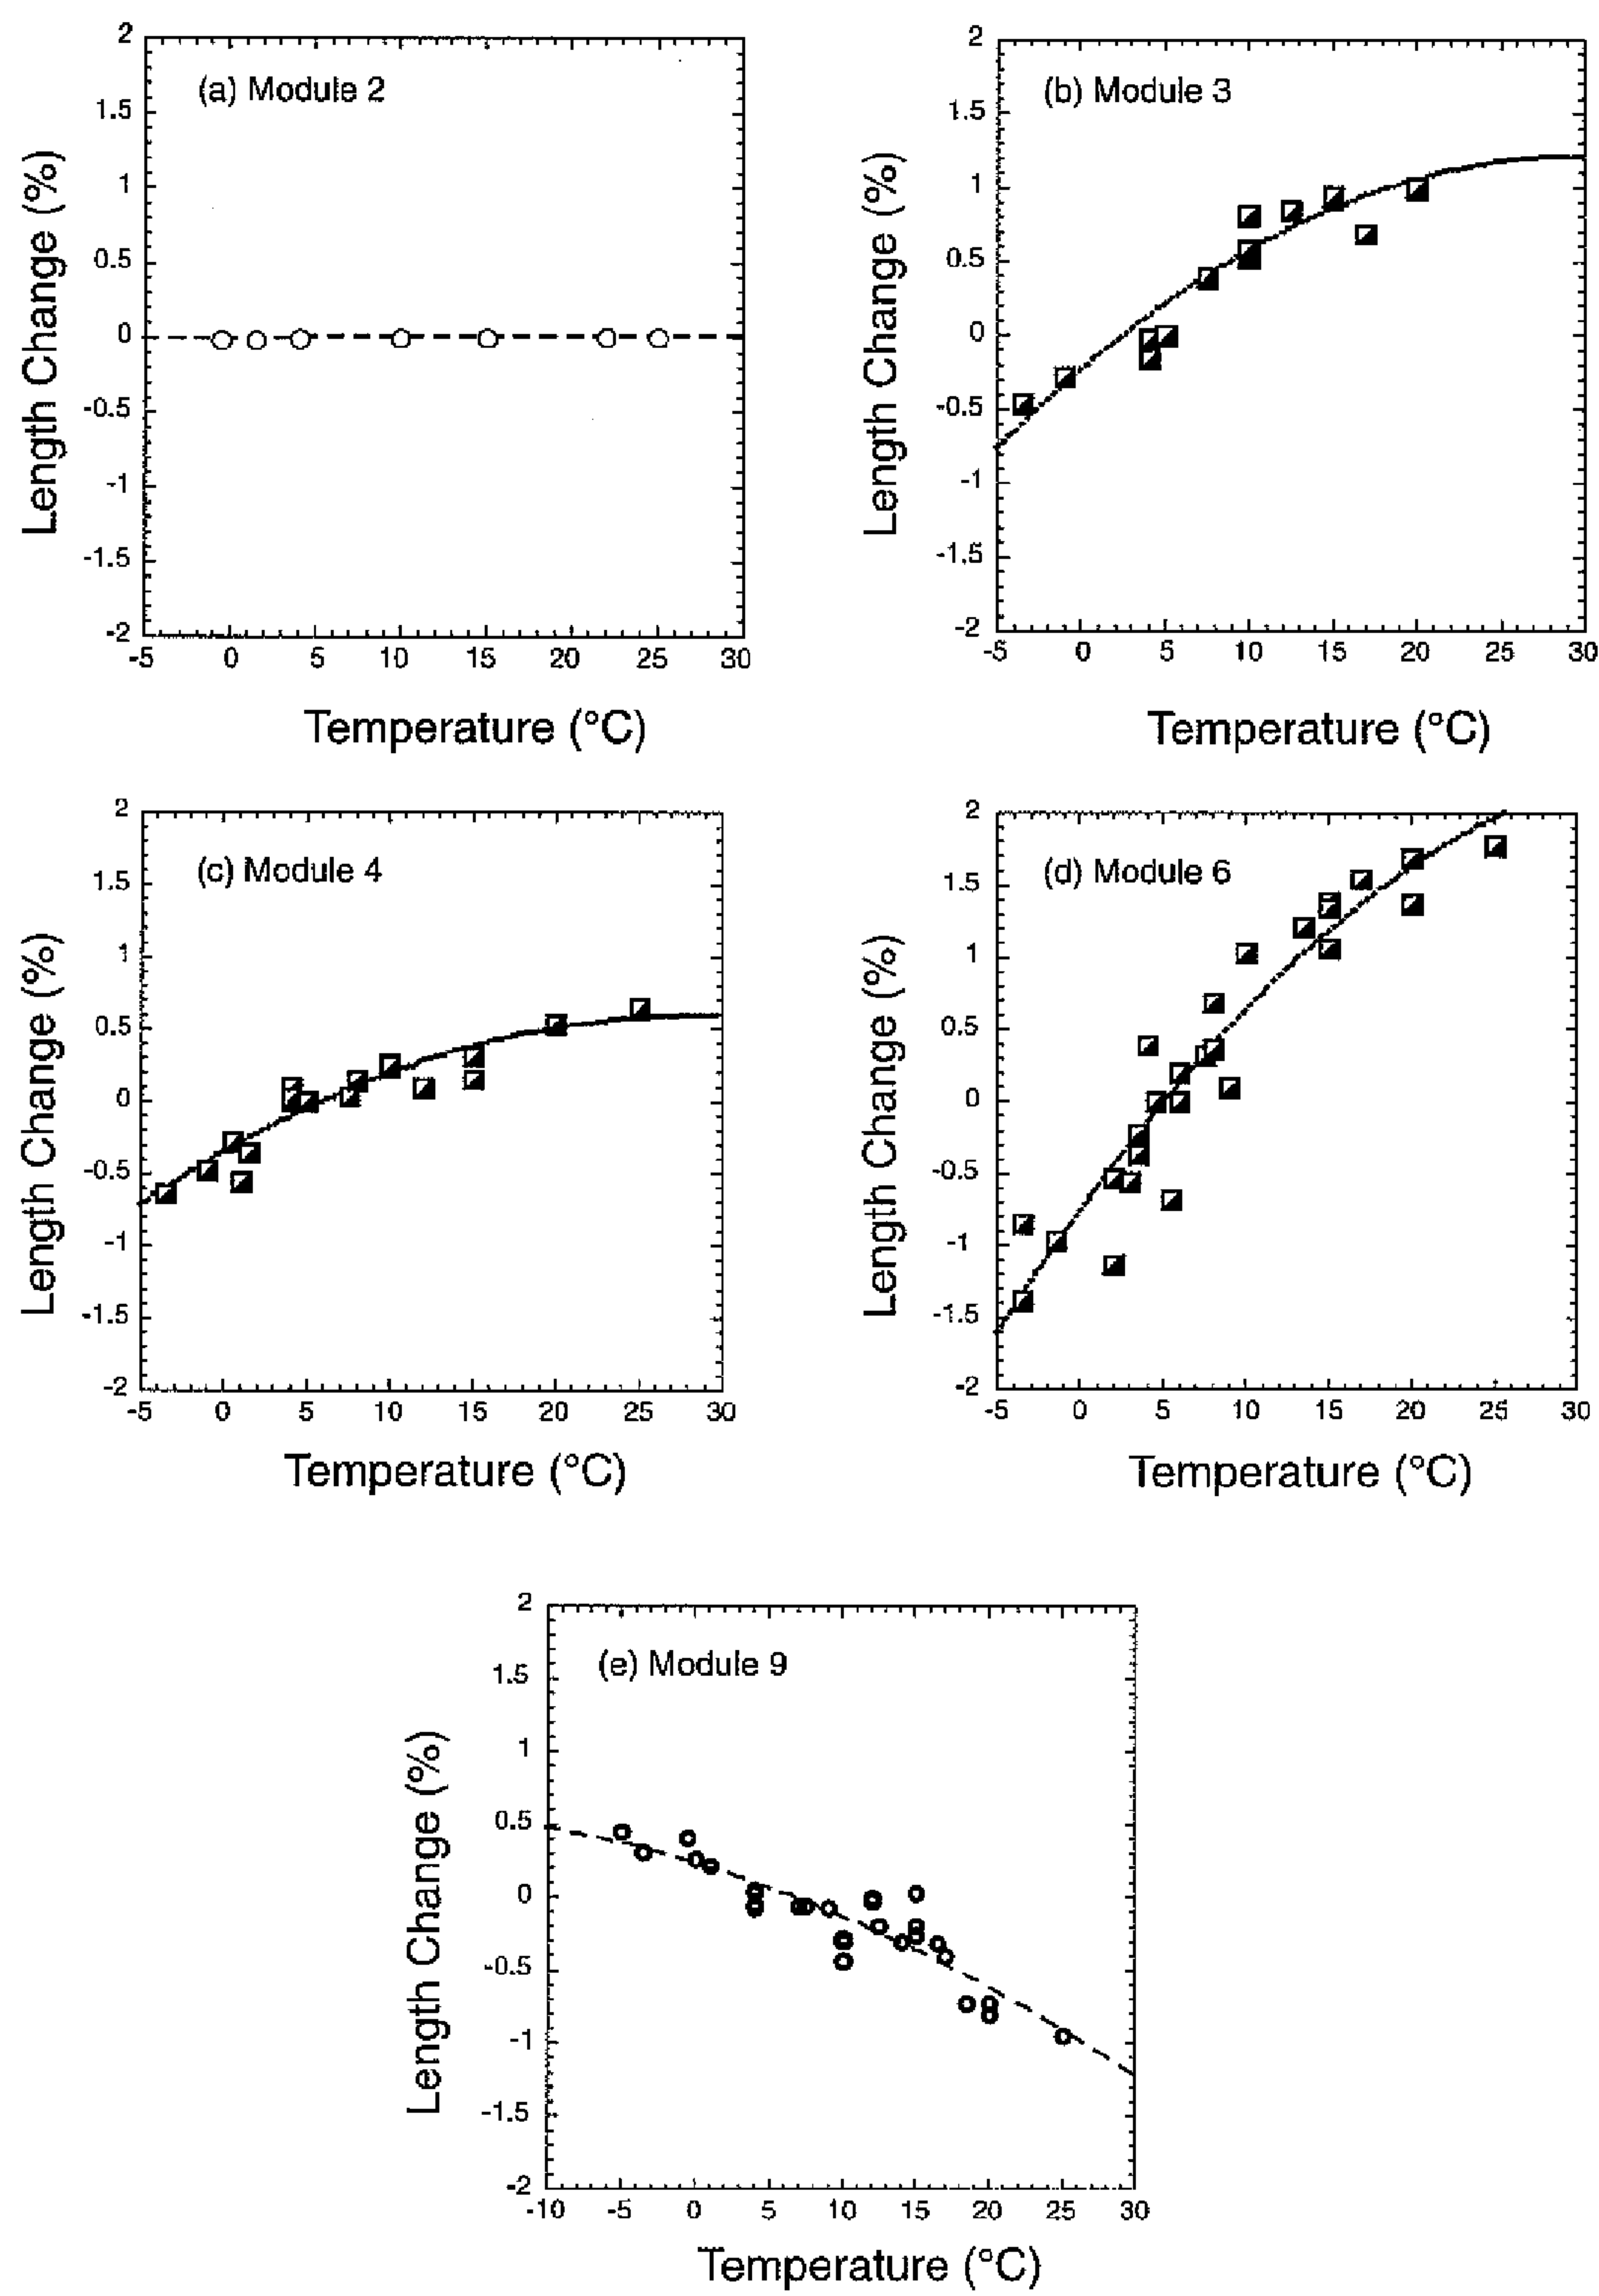 (a) Module 2
2
1.5
1
0.5
0
-0.5
-1
-1.5
-2
Length Change (%)
-5 0 5 10 15 20 25 30
Temperature (°C)
(b) Module 3
2
1.5
1
0.5
0
-0.5
-1
-1.5
-2
Length Change (%)
-5 0 5 10 15 20 25 30
Temperature (°C)
(c) Module 4
2
1.5
1
0.5
0
-0.5
-1
-1.5
-2
Length Change (%)
-5 0 5 10 15 20 25 30
Temperature (°C)
(d) Module 6
2
1.5
1
0.5
0
-0.5
-1
-1.5
-2
Length Change (%)
-5 0 5 10 15 20 25 30
Temperature (°C)
(e) Module 9
2
1.5
1
0.5
0
-0.5
-1
-1.5
-2
Length Change (%)
-10 -5 0 5 10 15 20 25 30
Temperature (°C)